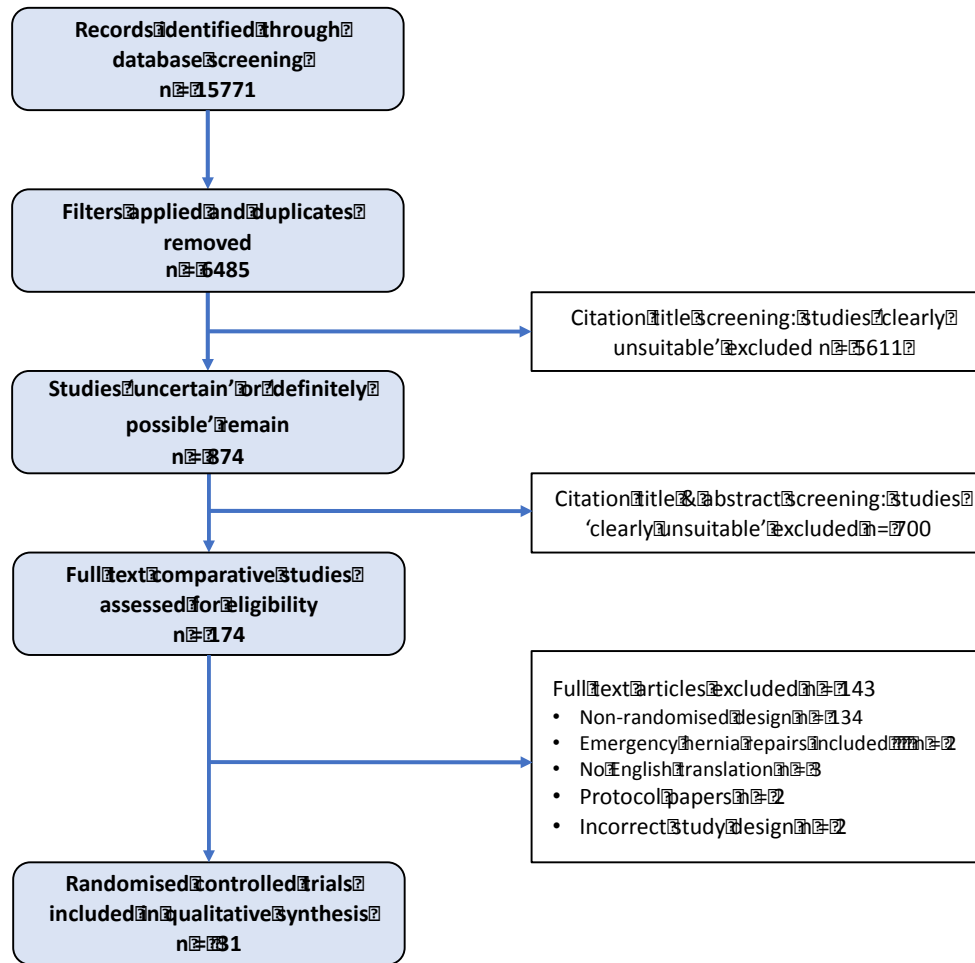 Records identified through
database screening
n = 15771
Filters applied and duplicates
removed
n = 6485
Citation title screening: studies ‘clearly
unsuitable’ excluded n = 5611
Studies ‘uncertain’ or ‘definitely
possible’ remain
n = 874
Citation title & abstract screening: studies
‘clearly unsuitable’ excluded n= 700
Full text comparative studies
assessed for eligibility
n = 174
Full text articles excluded n = 143
• Non-randomised design n = 134
• Emergency hernia repairs included n = 2
• No English translation n = 3
• Protocol papers n = 2
• Incorrect study design n = 2
Randomised controlled trials
included in qualitative synthesis
n = 31